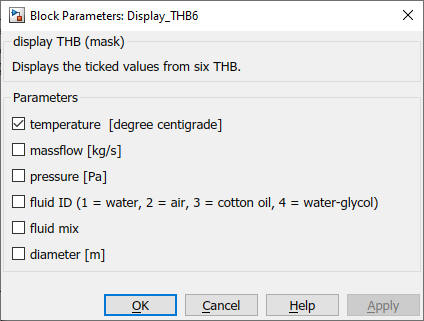 Block Parameters: Display_THB6
display THB (mask)
Displays the ticked values from six THB.
Parameters
temperature [degree centigrade]
massflow [kg/s]
pressure [Pa]
fluid ID (1 = water, 2 = air, 3 = cotton oil, 4 = water-glycol)
fluid mix
diameter [m]
OK Cancel Help Apply